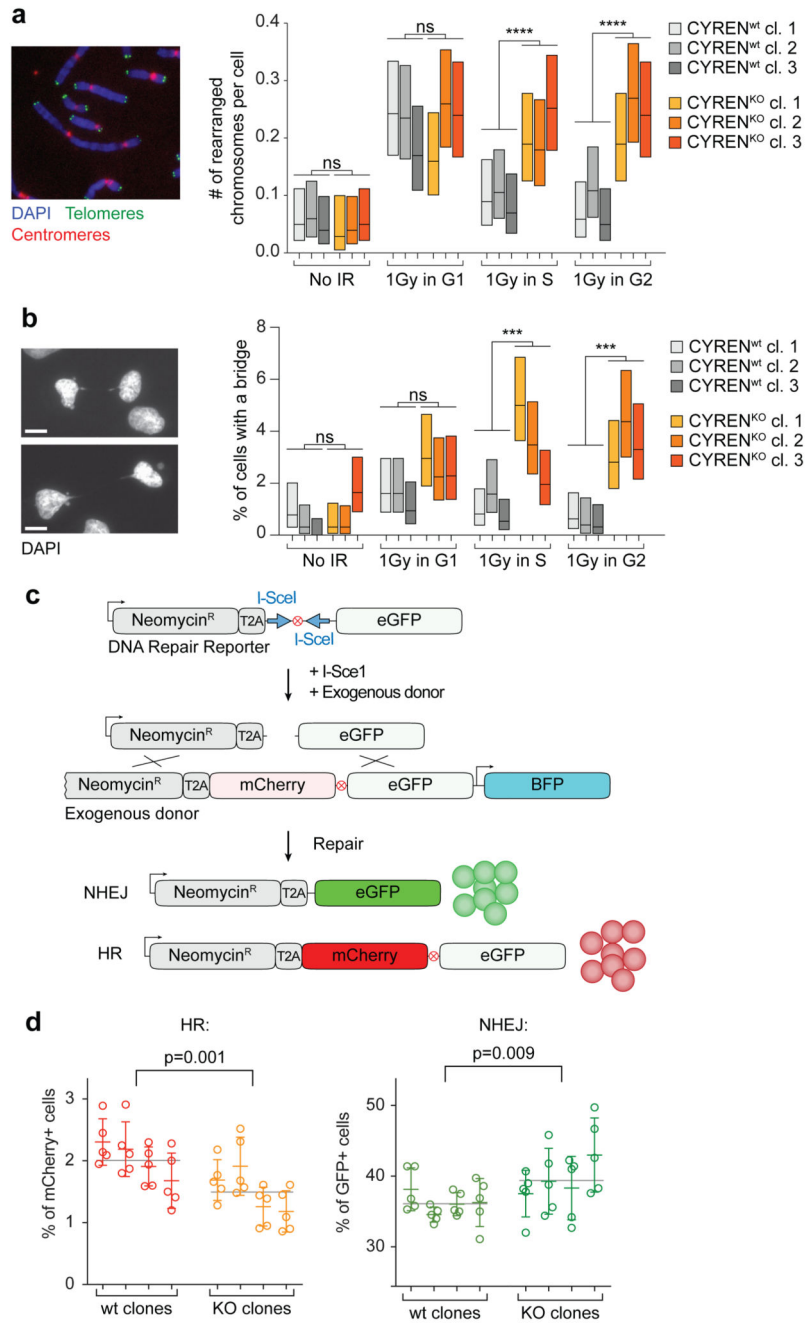 a
DAPI Telomeres
Centromeres
# of rearranged
chromosomes per cell
0.4
0.3
0.2
0.1
0.0
ns
ns
****
****
No IR
1Gy in G1
1Gy in S
1Gy in G2
CYRENwt cl. 1
CYRENwt cl. 2
CYRENwt cl. 3
CYRENKO cl. 1
CYRENKO cl. 2
CYRENKO cl. 3
b
DAPI
% of cells with a bridge
8
6
4
2
0
ns
ns
***
***
No IR
1Gy in G1
1Gy in S
1Gy in G2
CYRENwt cl. 1
CYRENwt cl. 2
CYRENwt cl. 3
CYRENKO cl. 1
CYRENKO cl. 2
CYRENKO cl. 3
c
I-SceI
NeomycinR T2A eGFP
I-SceI
DNA Repair Reporter
+ I-Sce1
+ Exogenous donor
NeomycinR T2A eGFP
NeomycinR T2A mCherry eGFP BFP
Exogenous donor
Repair
NHEJ NeomycinR T2A eGFP
HR NeomycinR T2A mCherry eGFP
d
HR:
p=0.001
% of mCherry+ cells
3
2
1
0
wt clones
KO clones
NHEJ:
p=0.009
% of GFP+ cells
50
40
30
wt clones
KO clones